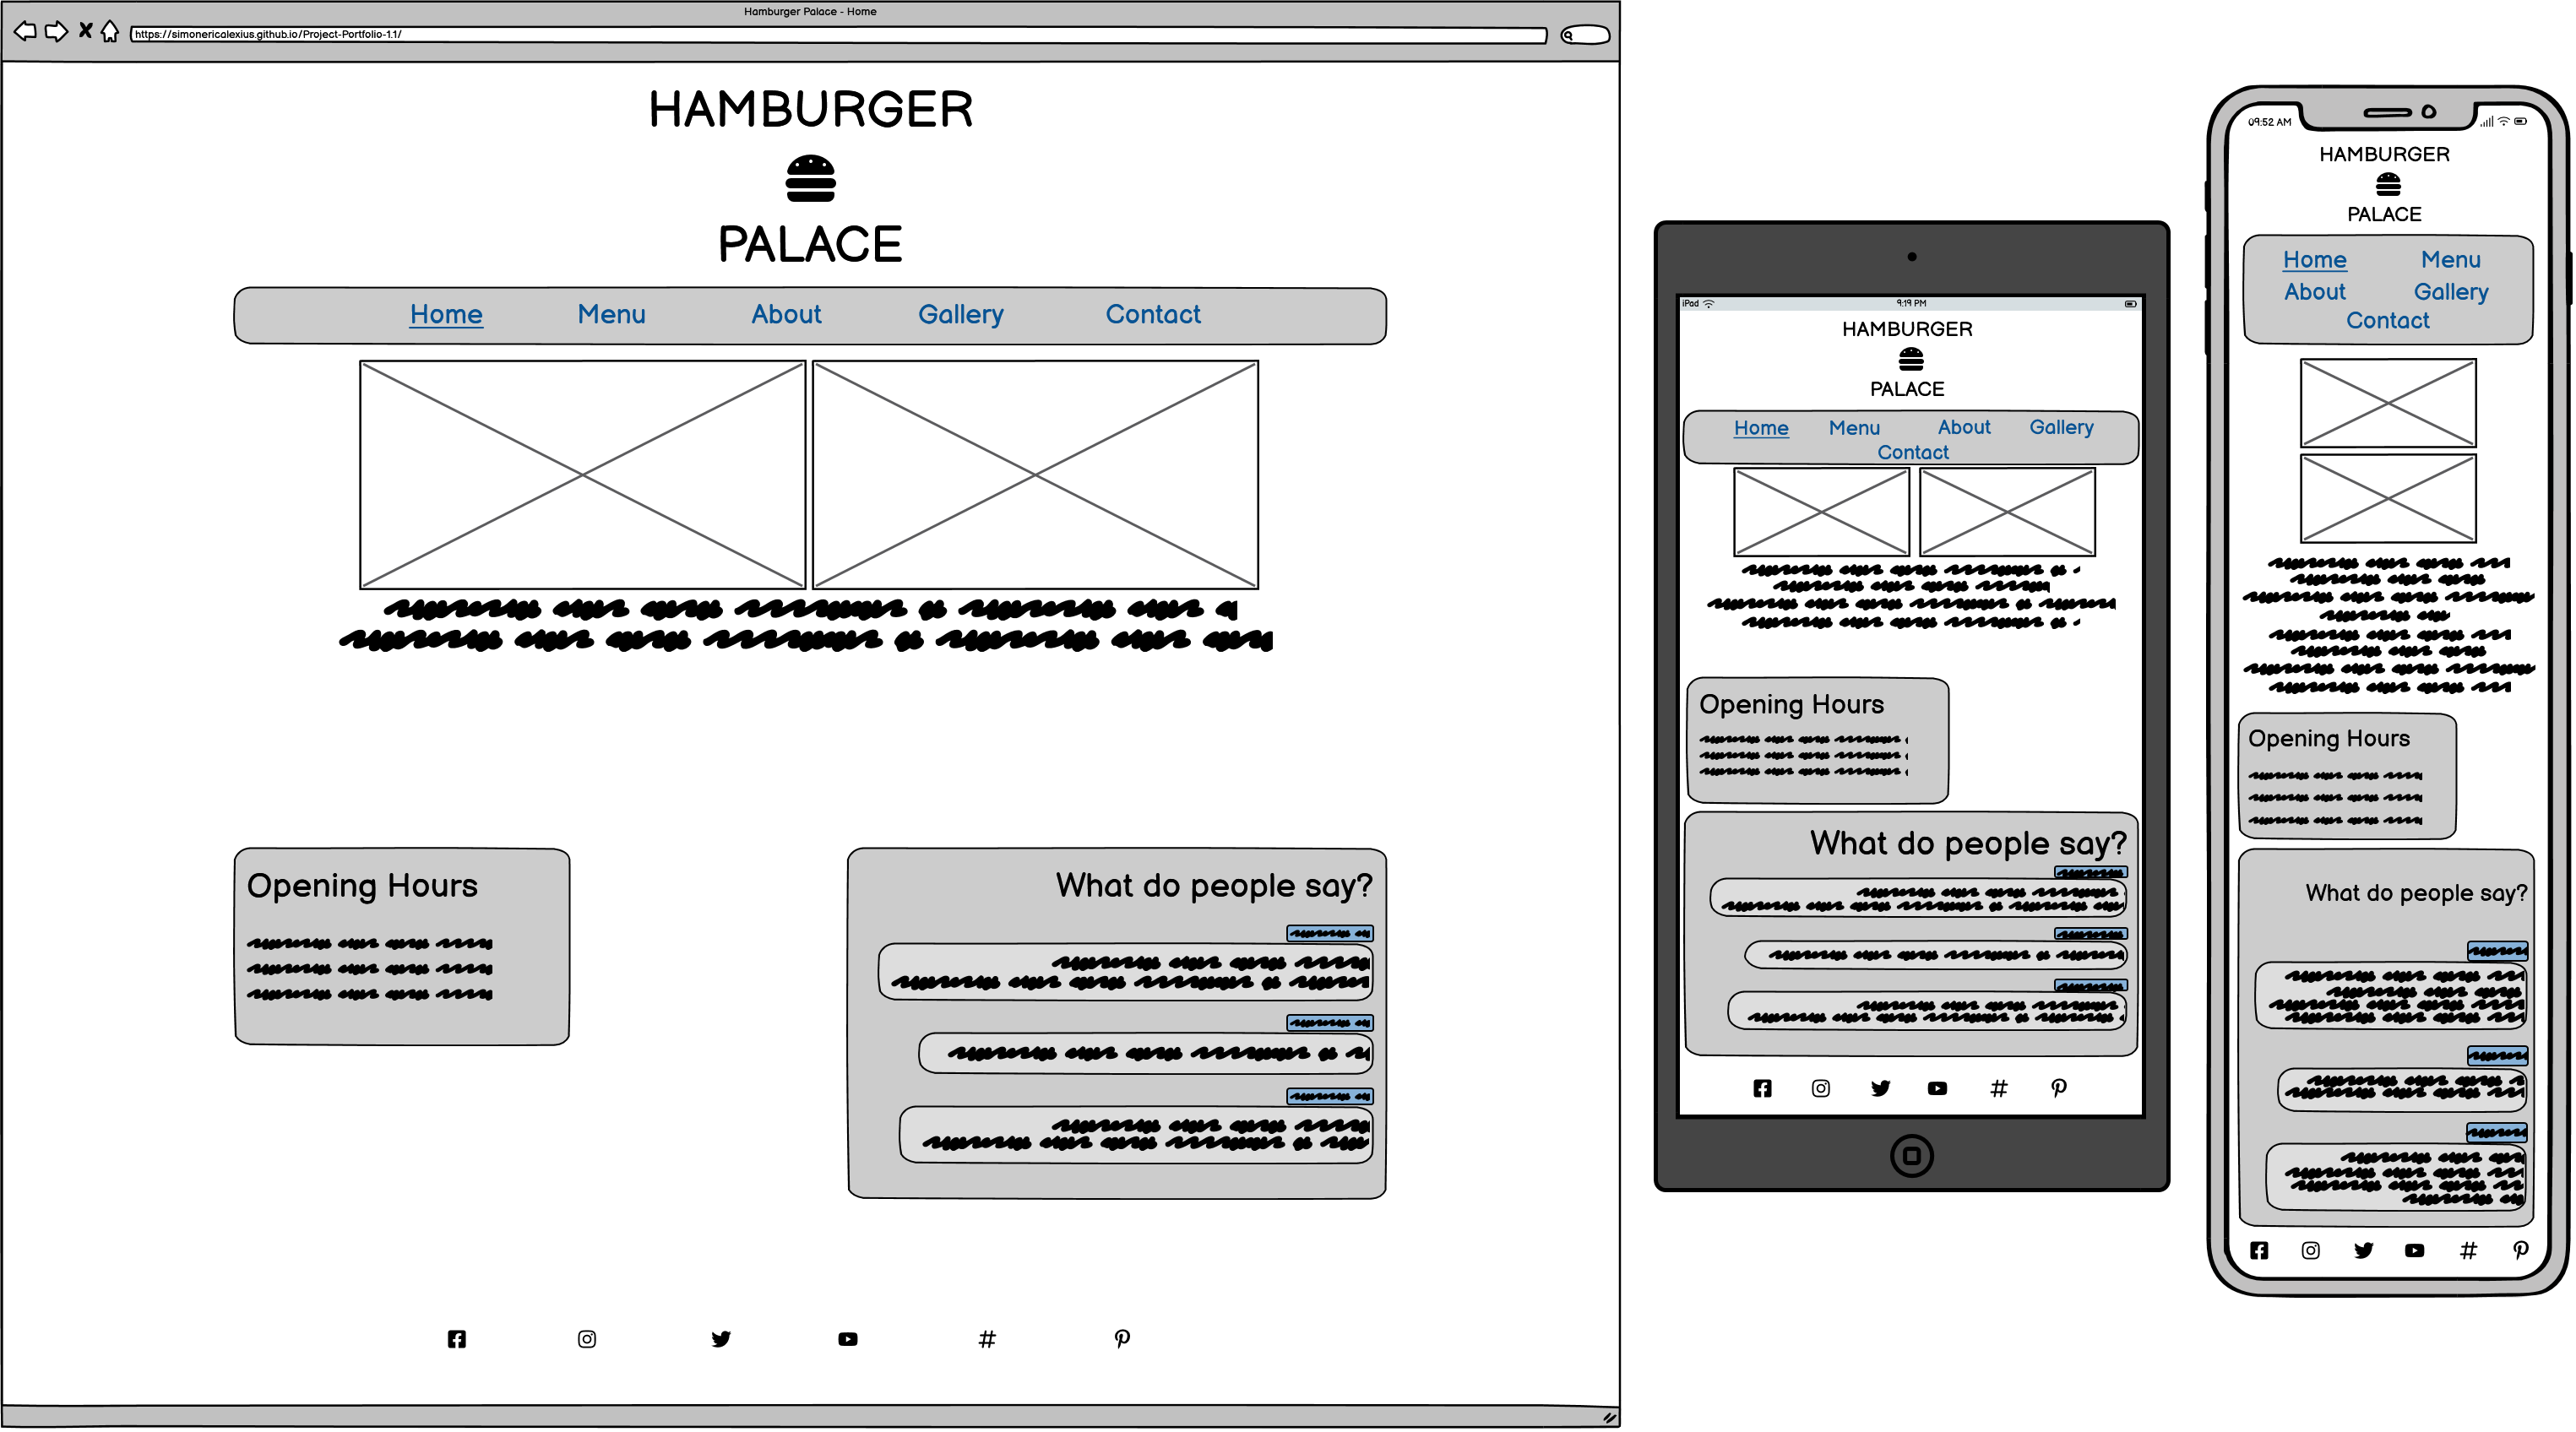 Hamburger Palace - Home
https://simonericalexius.github.io/Project-Portfolio-1.1/
HAMBURGER
PALACE
Home Menu About Gallery Contact
Opening Hours
What do people say?
iPad 9:19 PM
HAMBURGER
PALACE
Home Menu About Gallery
Contact
Opening Hours
What do people say?
09:52 AM
HAMBURGER
PALACE
Home Menu
About Gallery
Contact
Opening Hours
What do people say?